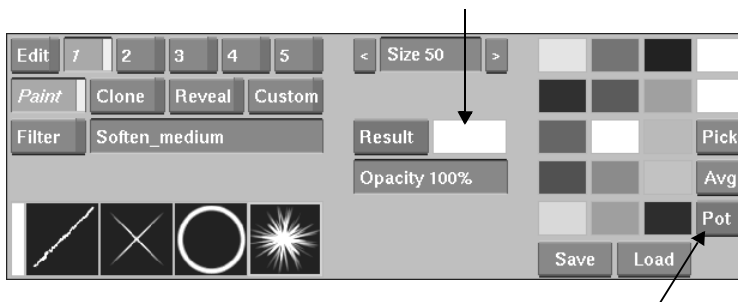 Edit 1 2 3 4 5 < Size 50 >
Paint Clone Reveal Custom
Filter Soften_medium Result Pick
Opacity 100% Avg
Pot
Save Load